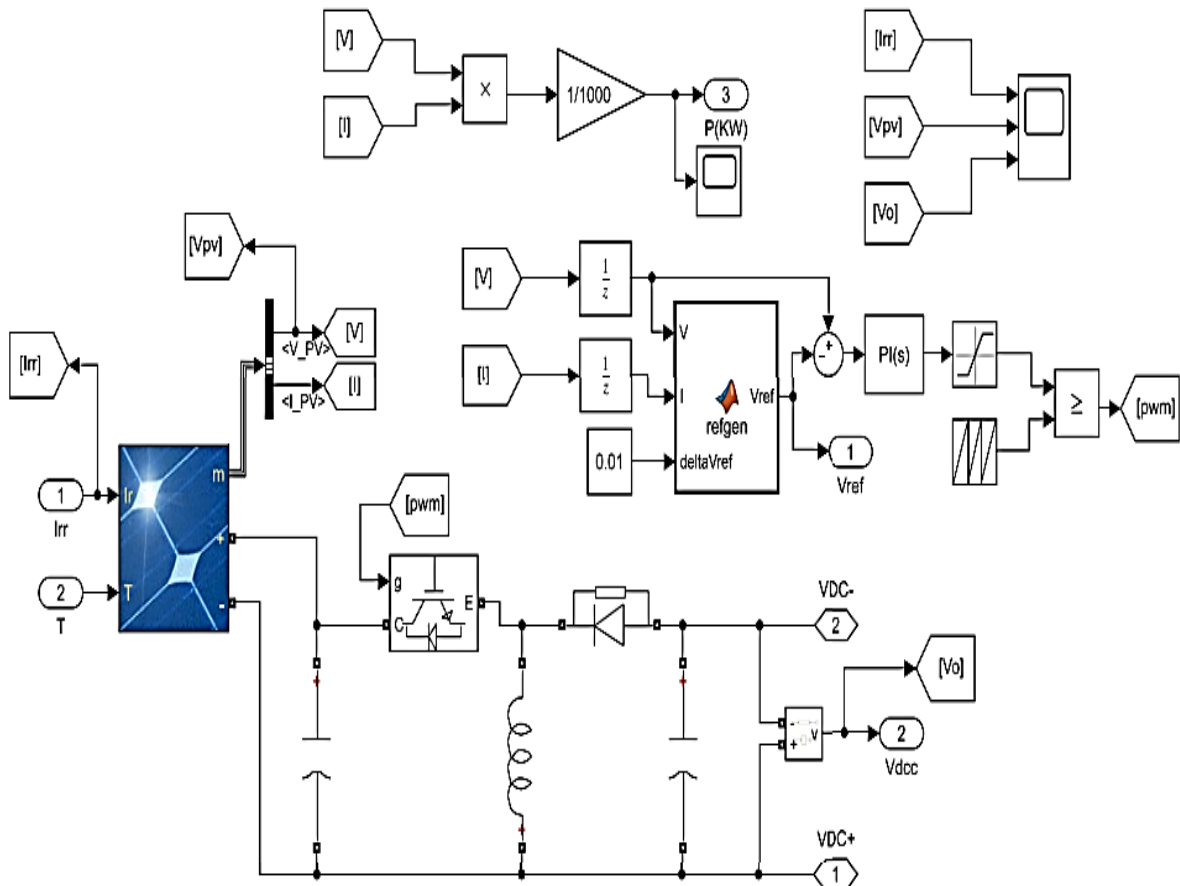 [V]
[I]
×
1/1000
3
P(KW)
[Irr]
[Vpv]
[Vo]
[Vpv]
<V_PV>
[V]
<I_PV>
[I]
[Irr]
1
Irr
2
T
Ir
T
m
+
-
[V]
1
z
[I]
1
z
0.01
V
I
deltaVref
refgen
Vref
1
Vref
+
-
PI(s)
≥
[pwm]
[pwm]
g
C
E
VDC-
2
[Vo]
-
+
v
2
Vdcc
VDC+
1
+
+
+